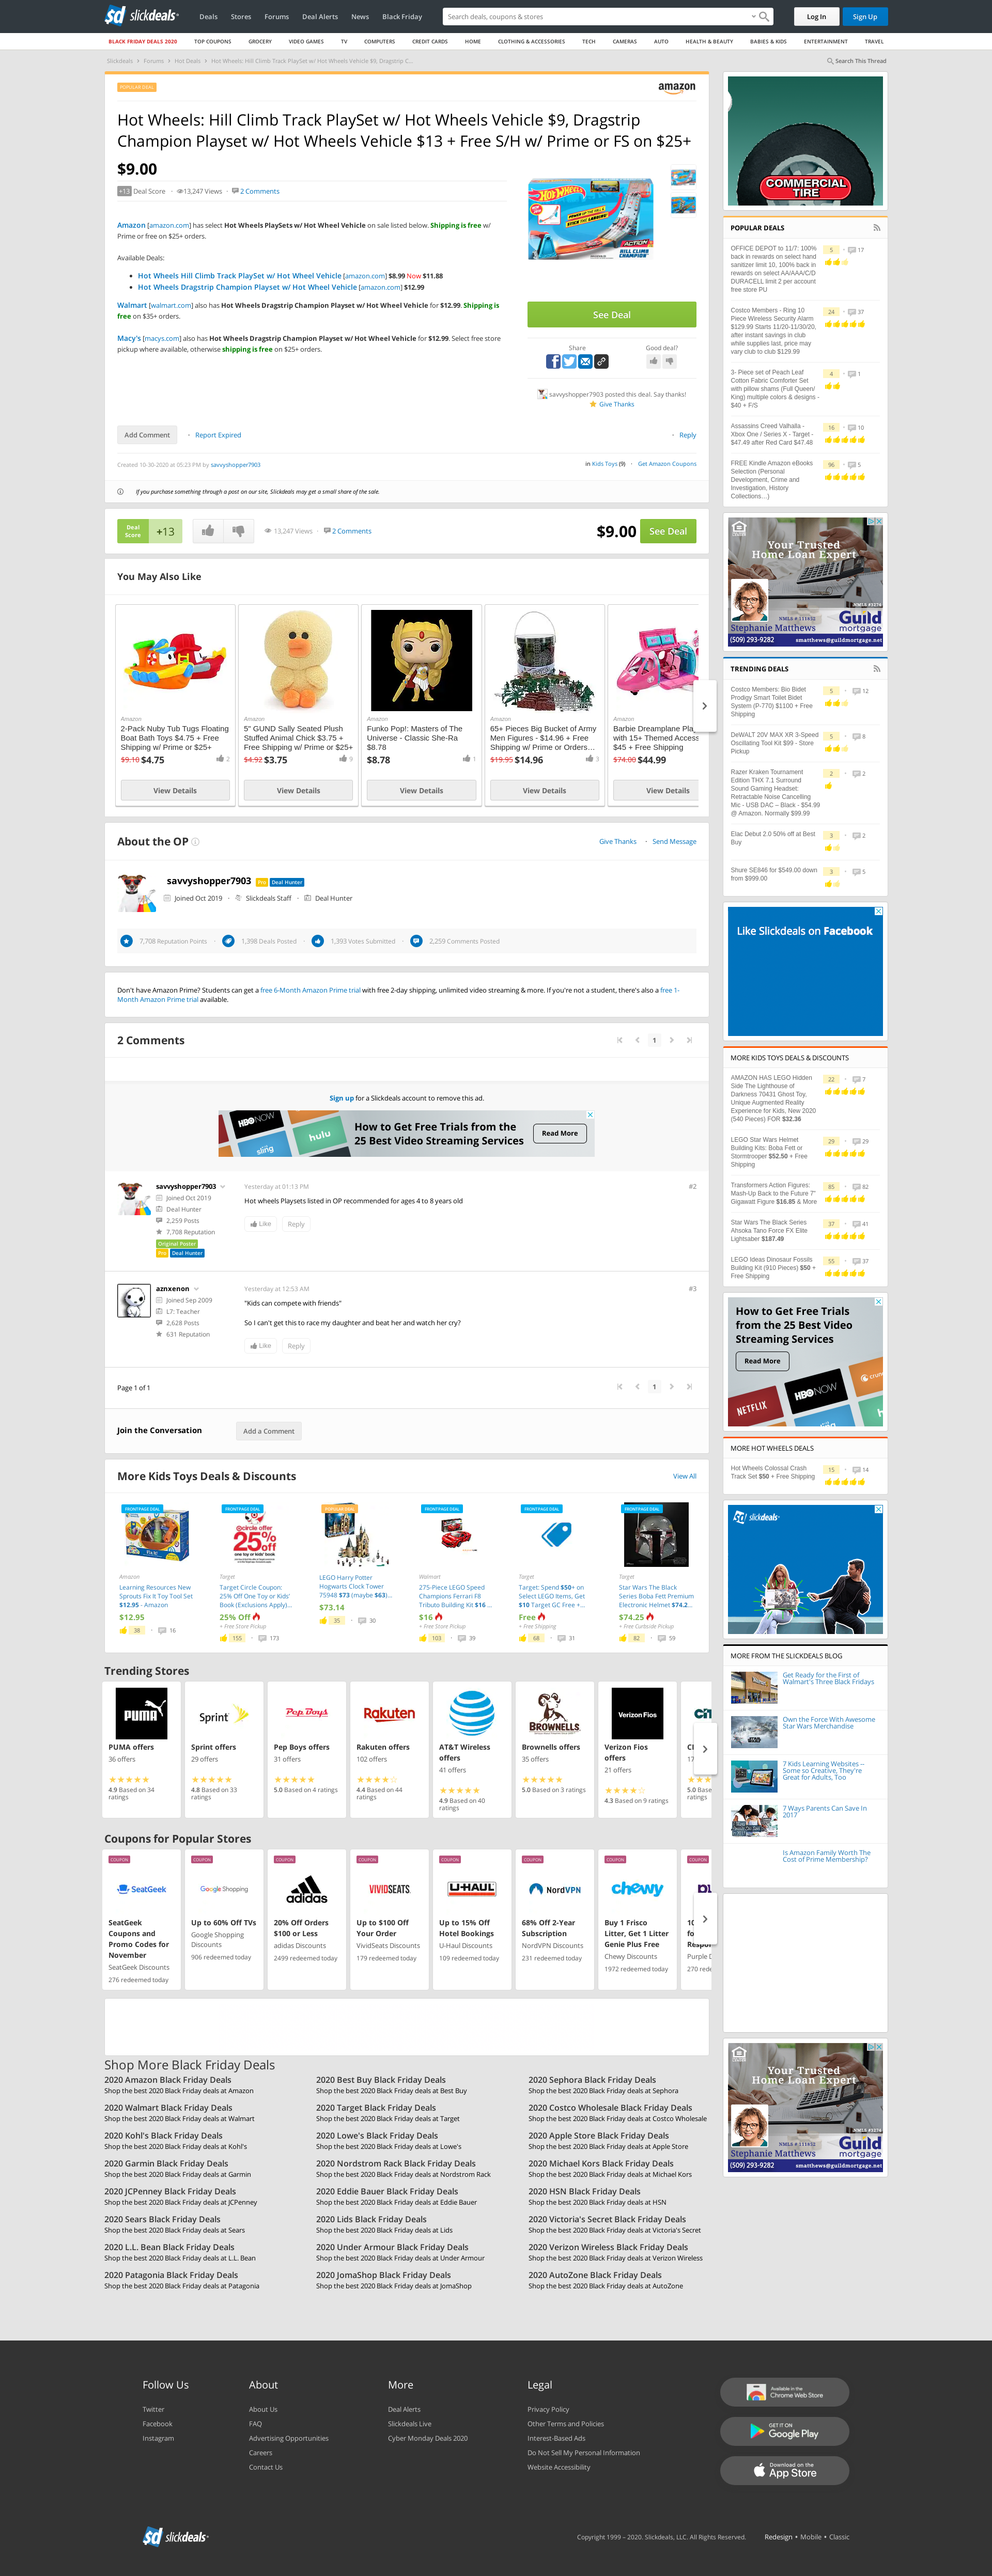 slickdeals
Deals Stores Forums Deal Alerts News Black Friday
Search deals, coupons & stores
Log In
Sign Up
BLACK FRIDAY DEALS 2020 TOP COUPONS GROCERY VIDEO GAMES TV COMPUTERS CREDIT CARDS HOME CLOTHING & ACCESSORIES TECH CAMERAS AUTO HEALTH & BEAUTY BABIES & KIDS ENTERTAINMENT TRAVEL
Slickdeals Forums Hot Deals Hot Wheels: Hill Climb Track PlaySet w/ Hot Wheels Vehicle $9, Dragstrip C...
Search This Thread
POPULAR DEAL
amazon
Hot Wheels: Hill Climb Track PlaySet w/ Hot Wheels Vehicle $9, Dragstrip
Champion Playset w/ Hot Wheels Vehicle $13 + Free S/H w/ Prime or FS on $25+
$9.00
+13 Deal Score
13,247 Views
2 Comments
Amazon [amazon.com] has select Hot Wheels PlaySets w/ Hot Wheel Vehicle on sale listed below. Shipping is free w/
Prime or free on $25+ orders.
Available Deals:
Hot Wheels Hill Climb Track PlaySet w/ Hot Wheel Vehicle [amazon.com] $8.99 Now $11.88
Hot Wheels Dragstrip Champion Playset w/ Hot Wheel Vehicle [amazon.com] $12.99
Walmart [walmart.com] also has Hot Wheels Dragstrip Champion Playset w/ Hot Wheel Vehicle for $12.99. Shipping is
free on $35+ orders.
Macy's [macys.com] also has Hot Wheels Dragstrip Champion Playset w/ Hot Wheel Vehicle for $12.99. Select free store
pickup where available, otherwise shipping is free on $25+ orders.
HOT WHEELS
ACTION
HILL CLIMB
CHAMPION
See Deal
Share
Good deal?
savvyshopper7903 posted this deal. Say thanks!
Give Thanks
Add Comment
Report Expired
Reply
Created 10-30-2020 at 05:23 PM by savvyshopper7903
in Kids Toys (9)
Get Amazon Coupons
If you purchase something through a post on our site, Slickdeals may get a small share of the sale.
Deal
Score
+13
13,247 Views
2 Comments
$9.00
See Deal
You May Also Like
Amazon
2-Pack Nuby Tub Tugs Floating
Boat Bath Toys $4.75 + Free
Shipping w/ Prime or $25+
$9.10 $4.75
2
View Details
Amazon
5" GUND Sally Seated Plush
Stuffed Animal Chick $3.75 +
Free Shipping w/ Prime or $25+
$4.92 $3.75
9
View Details
Amazon
Funko Pop!: Masters of The
Universe - Classic She-Ra
$8.78
$8.78
1
View Details
Amazon
65+ Pieces Big Bucket of Army
Men Figures - $14.96 + Free
Shipping w/ Prime or Orders…
$19.95 $14.96
3
View Details
Amazon
Barbie Dreamplane Pla
with 15+ Themed Access
$45 + Free Shipping
$74.00 $44.99
View Details
About the OP
Give Thanks
Send Message
savvyshopper7903
Pro
Deal Hunter
Joined Oct 2019
Slickdeals Staff
Deal Hunter
7,708 Reputation Points
1,398 Deals Posted
1,393 Votes Submitted
2,259 Comments Posted
Don't have Amazon Prime? Students can get a free 6-Month Amazon Prime trial with free 2-day shipping, unlimited video streaming & more. If you're not a student, there's also a free 1-
Month Amazon Prime trial available.
2 Comments
1
Sign up for a Slickdeals account to remove this ad.
HBO NOW
sling
hulu
How to Get Free Trials from the
25 Best Video Streaming Services
Read More
savvyshopper7903
Joined Oct 2019
Deal Hunter
2,259 Posts
7,708 Reputation
Original Poster
Pro
Deal Hunter
Yesterday at 01:13 PM
#2
Hot wheels Playsets listed in OP recommended for ages 4 to 8 years old
Like
Reply
aznxenon
Joined Sep 2009
L7: Teacher
2,628 Posts
631 Reputation
Yesterday at 12:53 AM
#3
"Kids can compete with friends"
So I can't get this to race my daughter and beat her and watch her cry?
Like
Reply
Page 1 of 1
1
Join the Conversation
Add a Comment
More Kids Toys Deals & Discounts
View All
FRONTPAGE DEAL
Amazon
Learning Resources New
Sprouts Fix It Toy Tool Set
$12.95 - Amazon
$12.95
38
16
FRONTPAGE DEAL
circle offer
25%
off
Target
Target Circle Coupon:
25% Off One Toy or Kids'
Book (Exclusions Apply)...
25% Off
+ Free Store Pickup
155
173
POPULAR DEAL
LEGO Harry Potter
Hogwarts Clock Tower
75948 $73 (maybe $63)...
$73.14
35
30
FRONTPAGE DEAL
Walmart
275-Piece LEGO Speed
Champions Ferrari F8
Tributo Building Kit $16 ...
$16
+ Free Store Pickup
103
39
FRONTPAGE DEAL
Target
Target: Spend $50+ on
Select LEGO Items, Get
$10 Target GC Free +...
Free
+ Free Shipping
68
31
FRONTPAGE DEAL
Target
Star Wars The Black
Series Boba Fett Premium
Electronic Helmet $74.2...
$74.25
+ Free Curbside Pickup
82
59
Trending Stores
PUMA
PUMA offers
36 offers
4.9 Based on 34
ratings
Sprint
Sprint offers
29 offers
4.8 Based on 33
ratings
Pep Boys
Pep Boys offers
31 offers
5.0 Based on 4 ratings
Rakuten
Rakuten offers
102 offers
4.4 Based on 44
ratings
AT&T Wireless
offers
41 offers
4.9 Based on 40
ratings
BROWNELLS
Brownells offers
35 offers
5.0 Based on 3 ratings
Verizon Fios
Verizon Fios
offers
21 offers
4.3 Based on 9 ratings
5.0 Base
ratings
Coupons for Popular Stores
COUPON
SeatGeek
SeatGeek
Coupons and
Promo Codes for
November
SeatGeek Discounts
276 redeemed today
COUPON
Google Shopping
Up to 60% Off TVs
Google Shopping
Discounts
906 redeemed today
COUPON
adidas
20% Off Orders
$100 or Less
adidas Discounts
2499 redeemed today
COUPON
VIVIDSEATS
Up to $100 Off
Your Order
VividSeats Discounts
179 redeemed today
COUPON
U-HAUL
Up to 15% Off
Hotel Bookings
U-Haul Discounts
109 redeemed today
COUPON
NordVPN
68% Off 2-Year
Subscription
NordVPN Discounts
231 redeemed today
COUPON
chewy
Buy 1 Frisco
Litter, Get 1 Litter
Genie Plus Free
Chewy Discounts
1972 redeemed today
COUPON
10
fo
Respo
Purple D
270 rede
Shop More Black Friday Deals
2020 Amazon Black Friday Deals
Shop the best 2020 Black Friday deals at Amazon
2020 Best Buy Black Friday Deals
Shop the best 2020 Black Friday deals at Best Buy
2020 Sephora Black Friday Deals
Shop the best 2020 Black Friday deals at Sephora
2020 Walmart Black Friday Deals
Shop the best 2020 Black Friday deals at Walmart
2020 Target Black Friday Deals
Shop the best 2020 Black Friday deals at Target
2020 Costco Wholesale Black Friday Deals
Shop the best 2020 Black Friday deals at Costco Wholesale
2020 Kohl's Black Friday Deals
Shop the best 2020 Black Friday deals at Kohl's
2020 Lowe's Black Friday Deals
Shop the best 2020 Black Friday deals at Lowe's
2020 Apple Store Black Friday Deals
Shop the best 2020 Black Friday deals at Apple Store
2020 Garmin Black Friday Deals
Shop the best 2020 Black Friday deals at Garmin
2020 Nordstrom Rack Black Friday Deals
Shop the best 2020 Black Friday deals at Nordstrom Rack
2020 Michael Kors Black Friday Deals
Shop the best 2020 Black Friday deals at Michael Kors
2020 JCPenney Black Friday Deals
Shop the best 2020 Black Friday deals at JCPenney
2020 Eddie Bauer Black Friday Deals
Shop the best 2020 Black Friday deals at Eddie Bauer
2020 HSN Black Friday Deals
Shop the best 2020 Black Friday deals at HSN
2020 Sears Black Friday Deals
Shop the best 2020 Black Friday deals at Sears
2020 Lids Black Friday Deals
Shop the best 2020 Black Friday deals at Lids
2020 Victoria's Secret Black Friday Deals
Shop the best 2020 Black Friday deals at Victoria's Secret
2020 L.L. Bean Black Friday Deals
Shop the best 2020 Black Friday deals at L.L. Bean
2020 Under Armour Black Friday Deals
Shop the best 2020 Black Friday deals at Under Armour
2020 Verizon Wireless Black Friday Deals
Shop the best 2020 Black Friday deals at Verizon Wireless
2020 Patagonia Black Friday Deals
Shop the best 2020 Black Friday deals at Patagonia
2020 JomaShop Black Friday Deals
Shop the best 2020 Black Friday deals at JomaShop
2020 AutoZone Black Friday Deals
Shop the best 2020 Black Friday deals at AutoZone
COMMERCIAL
TIRE
POPULAR DEALS
OFFICE DEPOT to 11/7: 100%
back in rewards on select hand
sanitizer limit 10, 100% back in
rewards on select AA/AAA/C/D
DURACELL limit 2 per account
free store PU
5
17
Costco Members - Ring 10
Piece Wireless Security Alarm
$129.99 Starts 11/20-11/30/20,
after instant savings in club
while supplies last, price may
vary club to club $129.99
24
37
3- Piece set of Peach Leaf
Cotton Fabric Comforter Set
with pillow shams (Full Queen/
King) multiple colors & designs -
$40 + F/S
4
1
Assassins Creed Valhalla -
Xbox One / Series X - Target -
$47.49 after Red Card $47.48
16
10
FREE Kindle Amazon eBooks
Selection (Personal
Development, Crime and
Investigation, History
Collections…)
96
5
Your Trusted
Home Loan Expert
Stephanie Matthews
(509) 293-9282
Guild
mortgage
smatthews@guildmortgage.net
TRENDING DEALS
Costco Members: Bio Bidet
Prodigy Smart Toilet Bidet
System (P-770) $1100 + Free
Shipping
5
12
DeWALT 20V MAX XR 3-Speed
Oscillating Tool Kit $99 - Store
Pickup
5
8
Razer Kraken Tournament
Edition THX 7.1 Surround
Sound Gaming Headset:
Retractable Noise Cancelling
Mic - USB DAC – Black - $54.99
@ Amazon. Normally $99.99
2
2
Elac Debut 2.0 50% off at Best
Buy
3
2
Shure SE846 for $549.00 down
from $999.00
3
5
Like Slickdeals on Facebook
MORE KIDS TOYS DEALS & DISCOUNTS
AMAZON HAS LEGO Hidden
Side The Lighthouse of
Darkness 70431 Ghost Toy,
Unique Augmented Reality
Experience for Kids, New 2020
(540 Pieces) FOR $32.36
22
7
LEGO Star Wars Helmet
Building Kits: Boba Fett or
Stormtrooper $52.50 + Free
Shipping
29
29
Transformers Action Figures:
Mash-Up Back to the Future 7"
Gigawatt Figure $16.85 & More
85
82
Star Wars The Black Series
Ahsoka Tano Force FX Elite
Lightsaber $187.49
37
41
LEGO Ideas Dinosaur Fossils
Building Kit (910 Pieces) $50 +
Free Shipping
55
37
How to Get Free Trials
from the 25 Best Video
Streaming Services
Read More
NETFLIX
HBO NOW
hulu
MORE HOT WHEELS DEALS
Hot Wheels Colossal Crash
Track Set $50 + Free Shipping
15
14
slickdeals
MORE FROM THE SLICKDEALS BLOG
Get Ready for the First of
Walmart's Three Black Fridays
Own the Force With Awesome
Star Wars Merchandise
7 Kids Learning Websites –
Some so Creative, They're
Great for Adults, Too
7 Ways Parents Can Save In
2017
Is Amazon Family Worth The
Cost of Prime Membership?
Your Trusted
Home Loan Expert
Stephanie Matthews
(509) 293-9282
Guild
mortgage
smatthews@guildmortgage.net
Follow Us
Twitter
Facebook
Instagram
About
About Us
FAQ
Advertising Opportunities
Careers
Contact Us
More
Deal Alerts
Slickdeals Live
Cyber Monday Deals 2020
Legal
Privacy Policy
Other Terms and Policies
Interest-Based Ads
Do Not Sell My Personal Information
Website Accessibility
Available in the
Chrome Web Store
GET IT ON
Google Play
Download on the
App Store
slickdeals
Copyright 1999 – 2020. Slickdeals, LLC. All Rights Reserved.
Redesign • Mobile • Classic